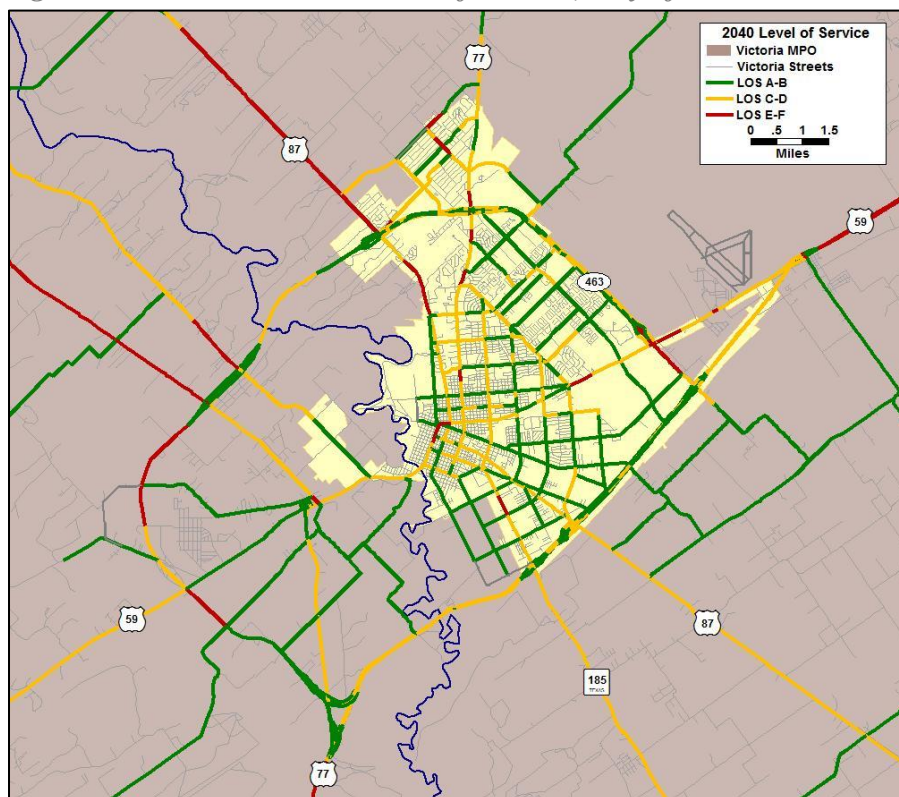 2040 Level of Service
Victoria MPO
Victoria Streets
LOS A-B
LOS C-D
LOS E-F
0 .5 1 1.5
Miles
77
87
59
463
59
87
185
TEXAS
77